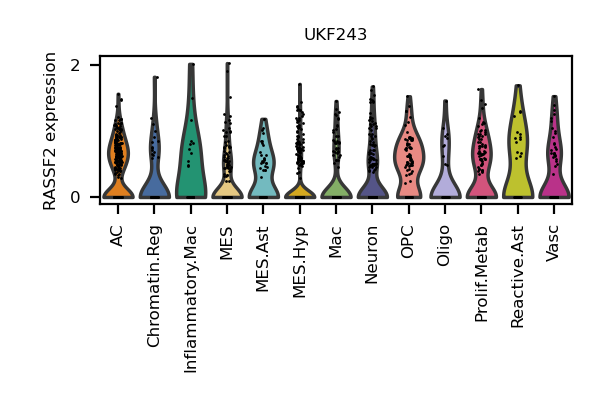 UKF243
RASSF2 expression
2
0
AC
Chromatin.Reg
Inflammatory.Mac
MES
MES.Ast
MES.Hyp
Mac
Neuron
OPC
Oligo
Prolif.Metab
Reactive.Ast
Vasc